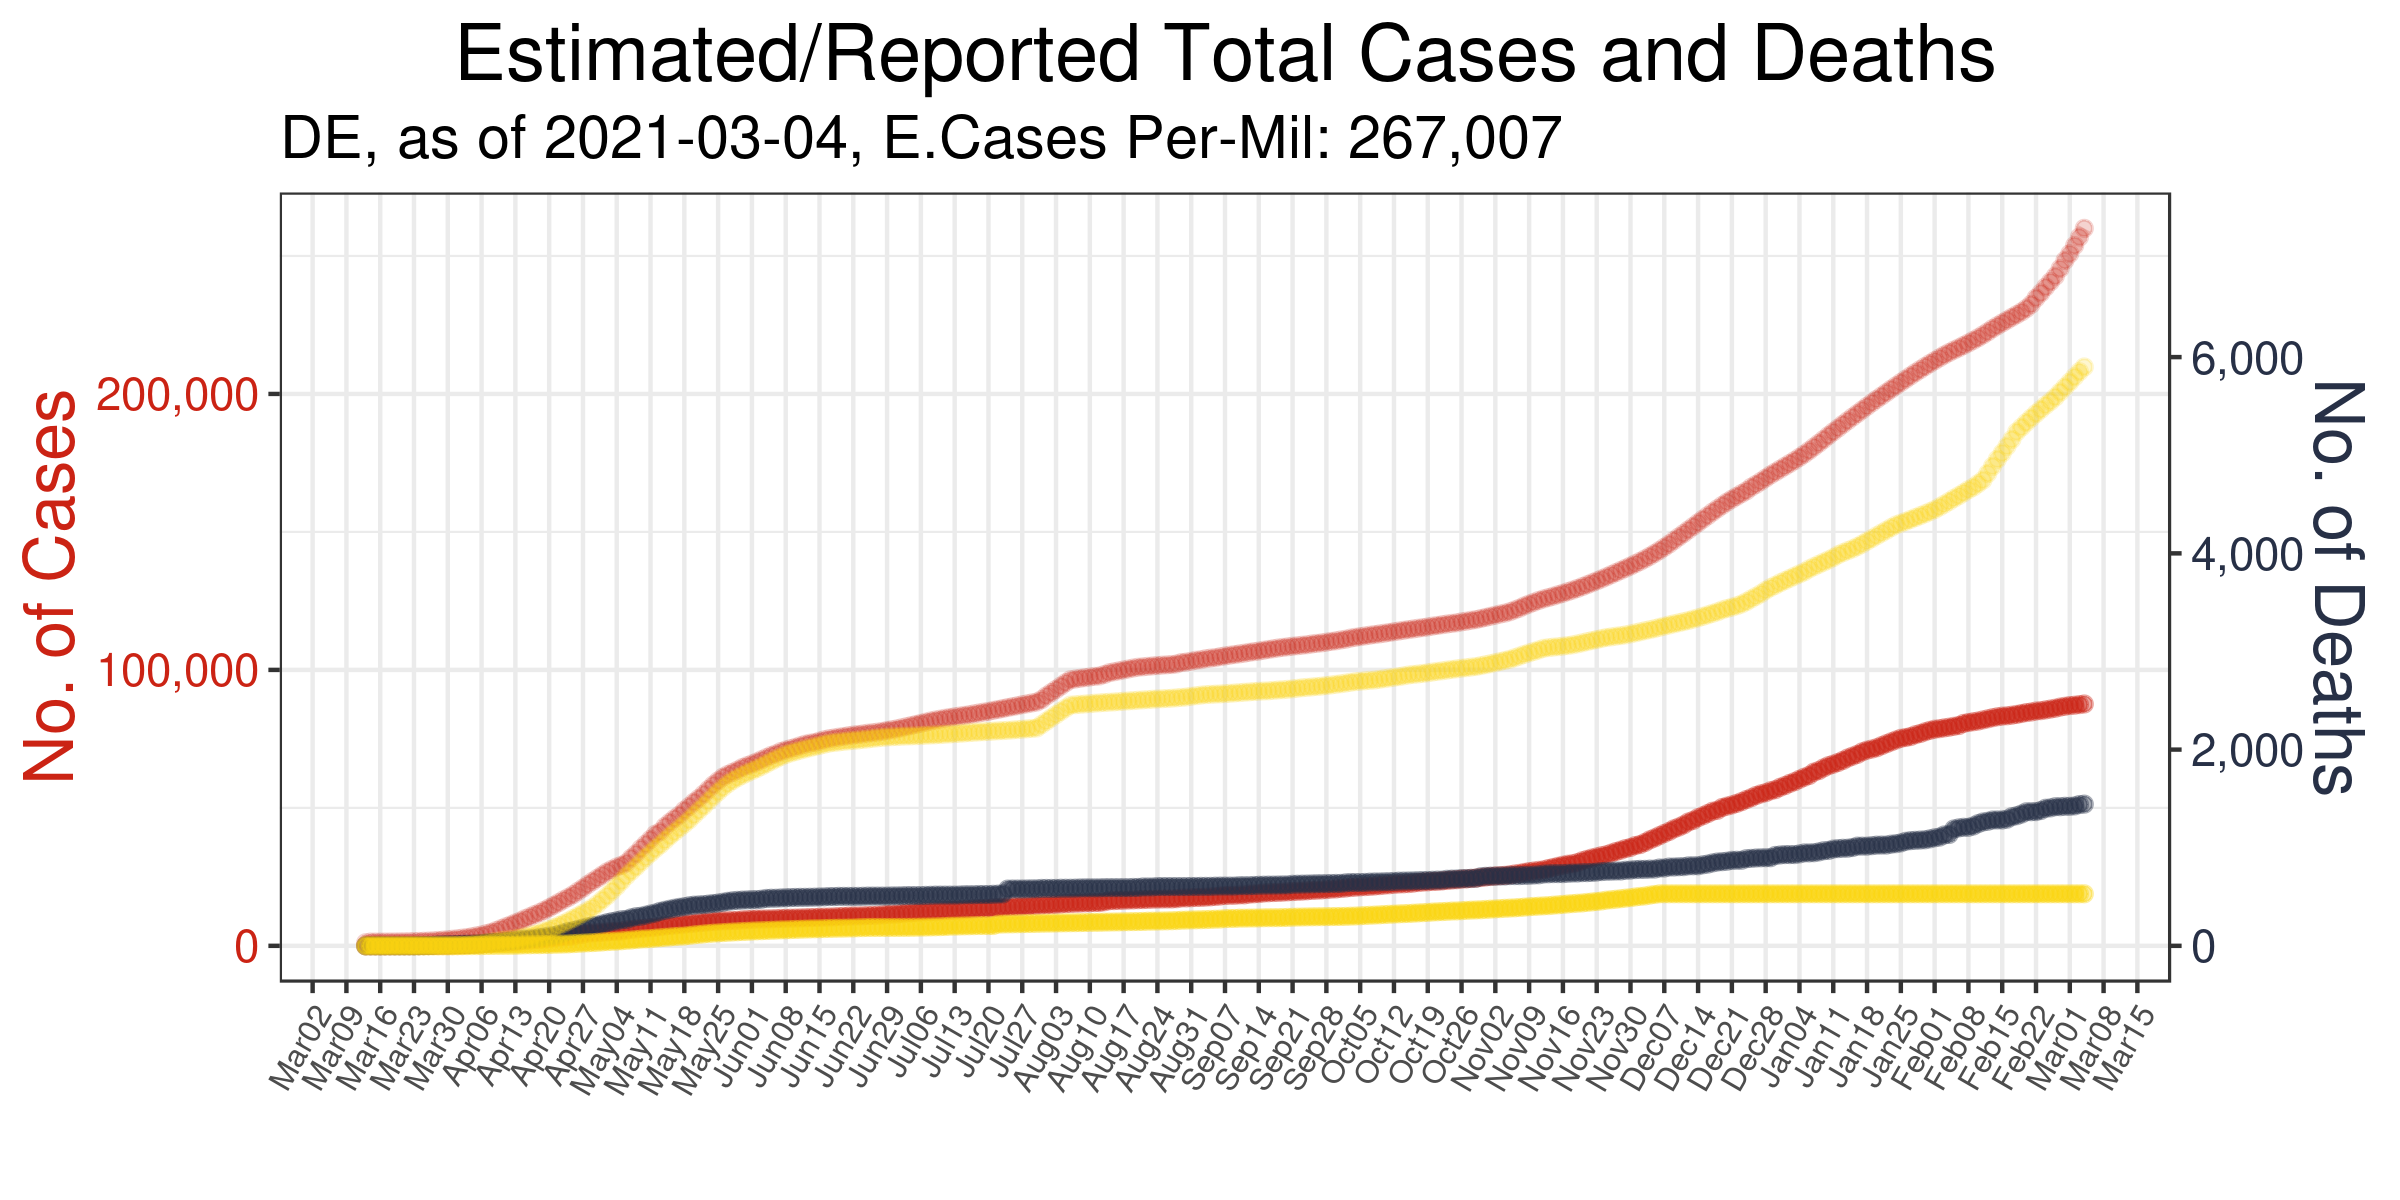 Estimated/Reported Total Cases and Deaths
DE, as of 2021-03-04, E.Cases Per-Mil: 267,007
No. of Cases
200,000
100,000
0
6,000
4,000
2,000
0
No. of Deaths
Mar02
Mar09
Mar16
Mar23
Mar30
Apr06
Apr13
Apr20
Apr27
May04
May11
May18
May25
Jun01
Jun08
Jun15
Jun22
Jun29
Jul06
Jul13
Jul20
Jul27
Aug03
Aug10
Aug17
Aug24
Aug31
Sep07
Sep14
Sep21
Sep28
Oct05
Oct12
Oct19
Oct26
Nov02
Nov09
Nov16
Nov23
Nov30
Dec07
Dec14
Dec21
Dec28
Jan04
Jan11
Jan18
Jan25
Feb01
Feb08
Feb15
Feb22
Mar01
Mar08
Mar15